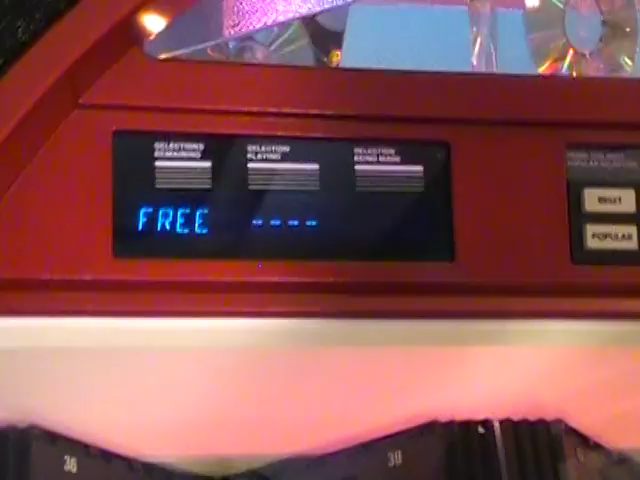 SELECTIONS
REMAINING
SELECTION
PLAYING
SELECTION
BEING MADE
FREE ----
POPULAR
36
39